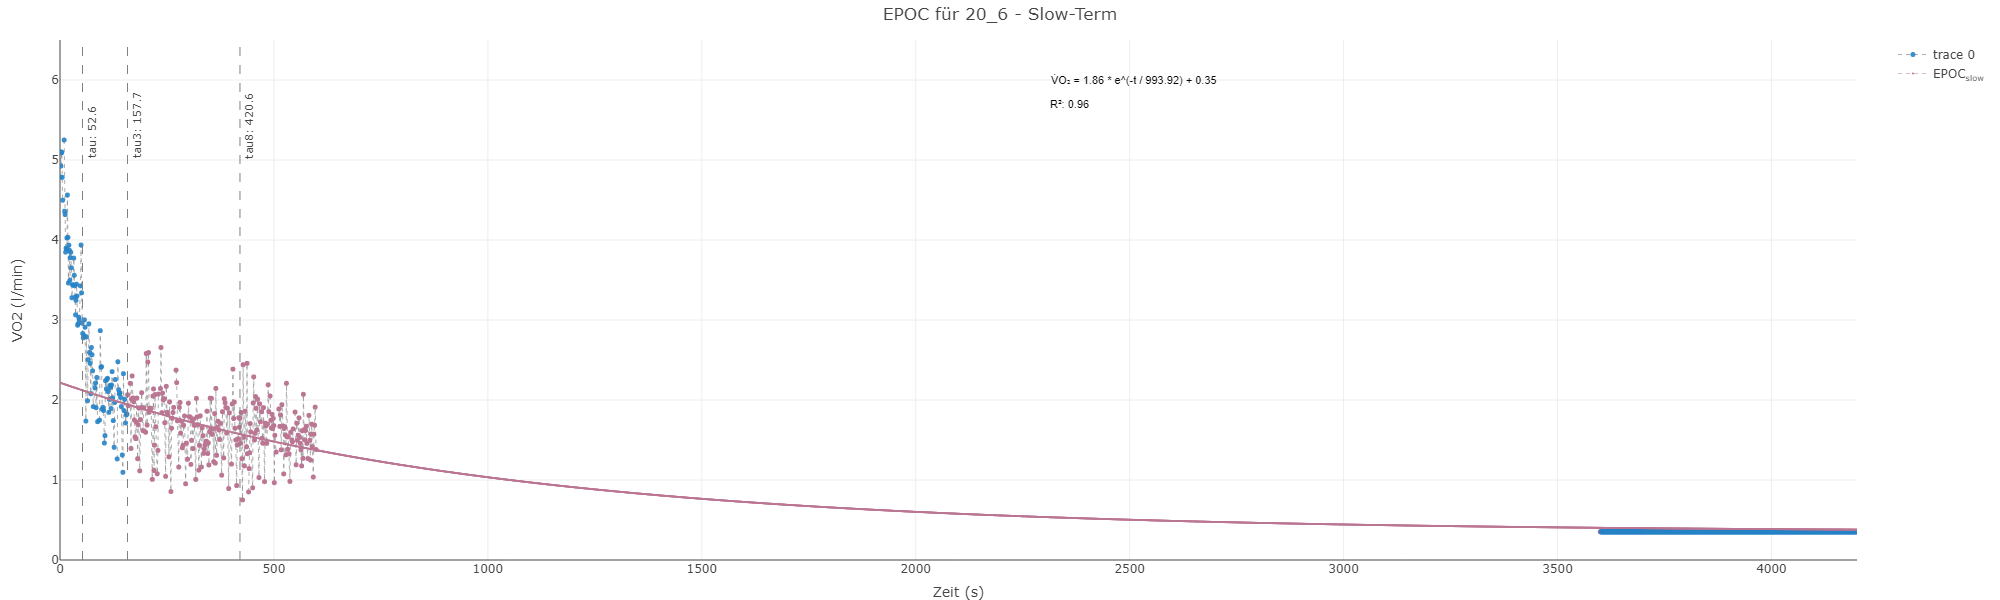 EPOC für 20_6 - Slow-Term
trace 0
EPOCslow
V̇O₂ = 1.86 * e^(-t / 993.92) + 0.35
R²: 0.96
tau: 52.6
tau3: 157.7
tau8: 420.6
VO2 (l/min)
6
5
4
3
2
1
0
0 500 1000 1500 2000 2500 3000 3500 4000
Zeit (s)